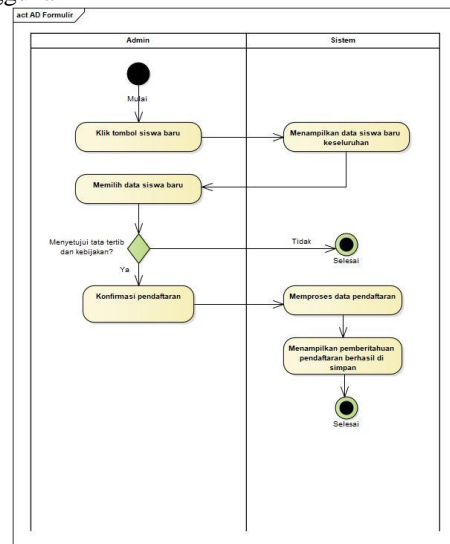 act AD Formulir
Admin
Sistem
Mulai
Klik tombol siswa baru
Menampilkan data siswa baru
keseluruhan
Memilih data siswa baru
Menyetujui tata tertib
dan kebijakan?
Tidak
Selesai
Ya
Konfirmasi pendaftaran
Memproses data pendaftaran
Menampilkan pemberitahuan
pendaftaran berhasil di
simpan
Selesai